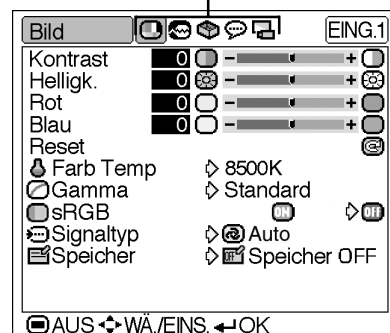 Bild EING.1
Kontrast 0 - +
Helligk. 0 - +
Rot 0 - +
Blau 0 - +
Reset
Farb Temp 8500K
Gamma Standard
sRGB ON OFF
Signaltyp Auto
Speicher OFF Speicher OFF
AUS WÄ./EINS. OK